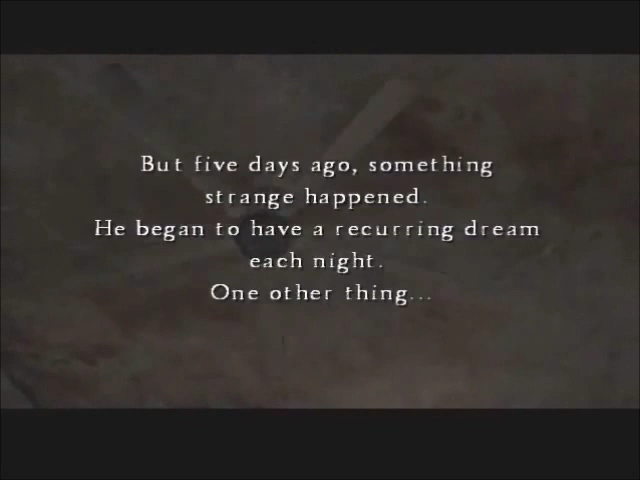 But five days ago, something
strange happened.
He began to have a recurring dream
each night.
One other thing...